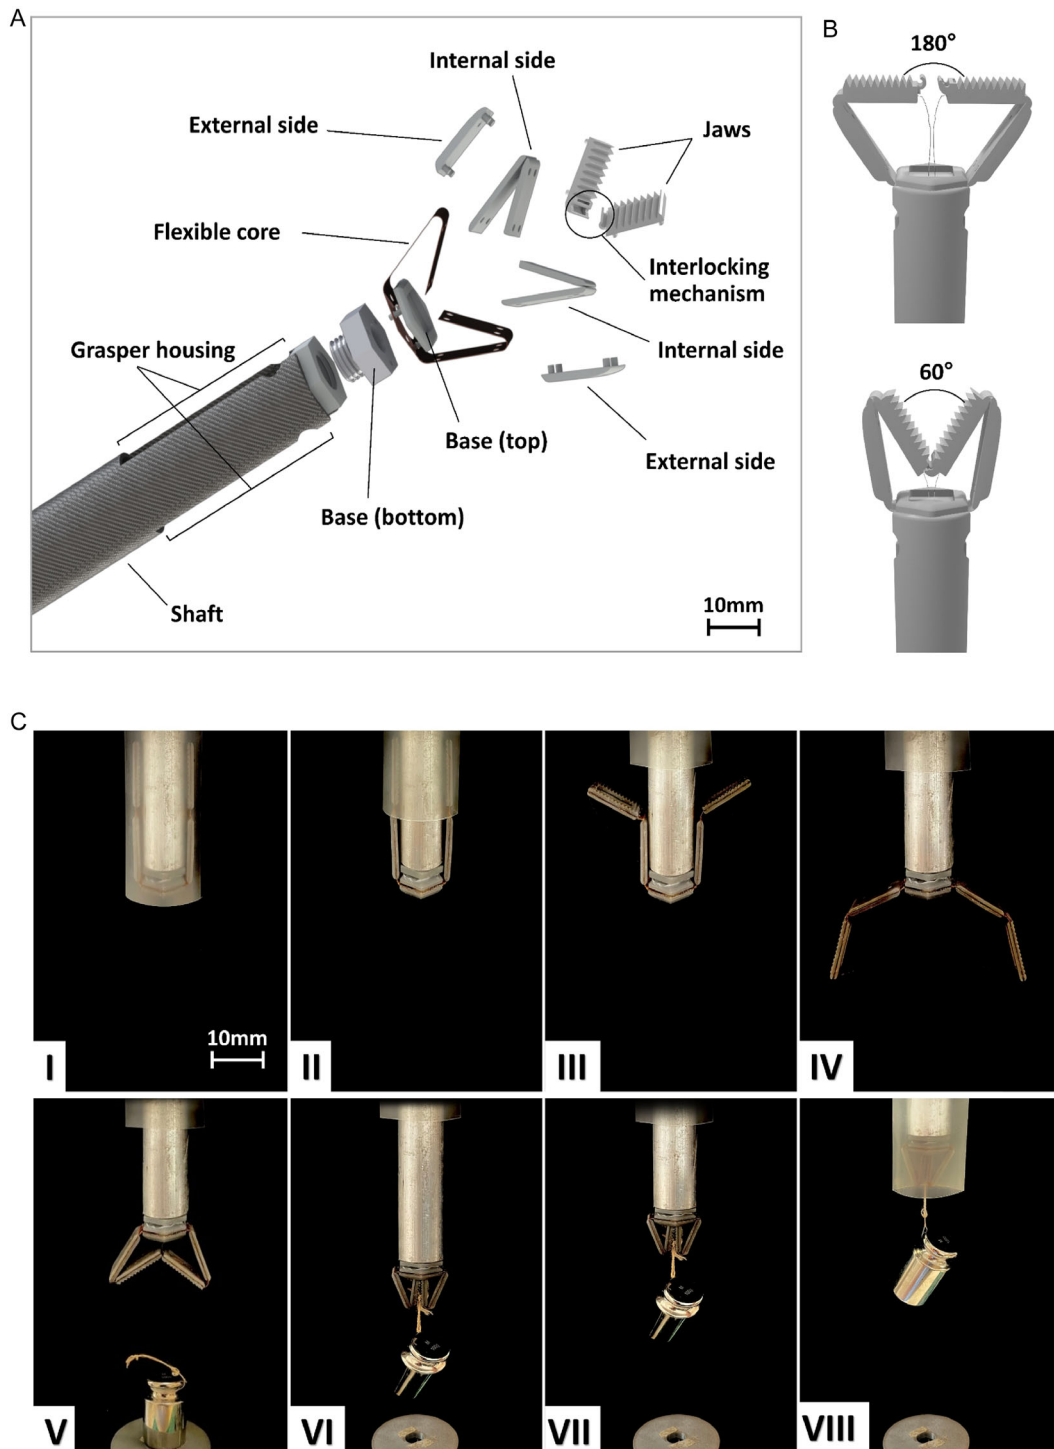 A
B
Internal side
External side
Jaws
Flexible core
Interlocking
mechanism
Grasper housing
Internal side
Base (top)
External side
Base (bottom)
Shaft
10mm
180°
60°
C
10mm
I
II
III
IV
V
VI
VII
VIII